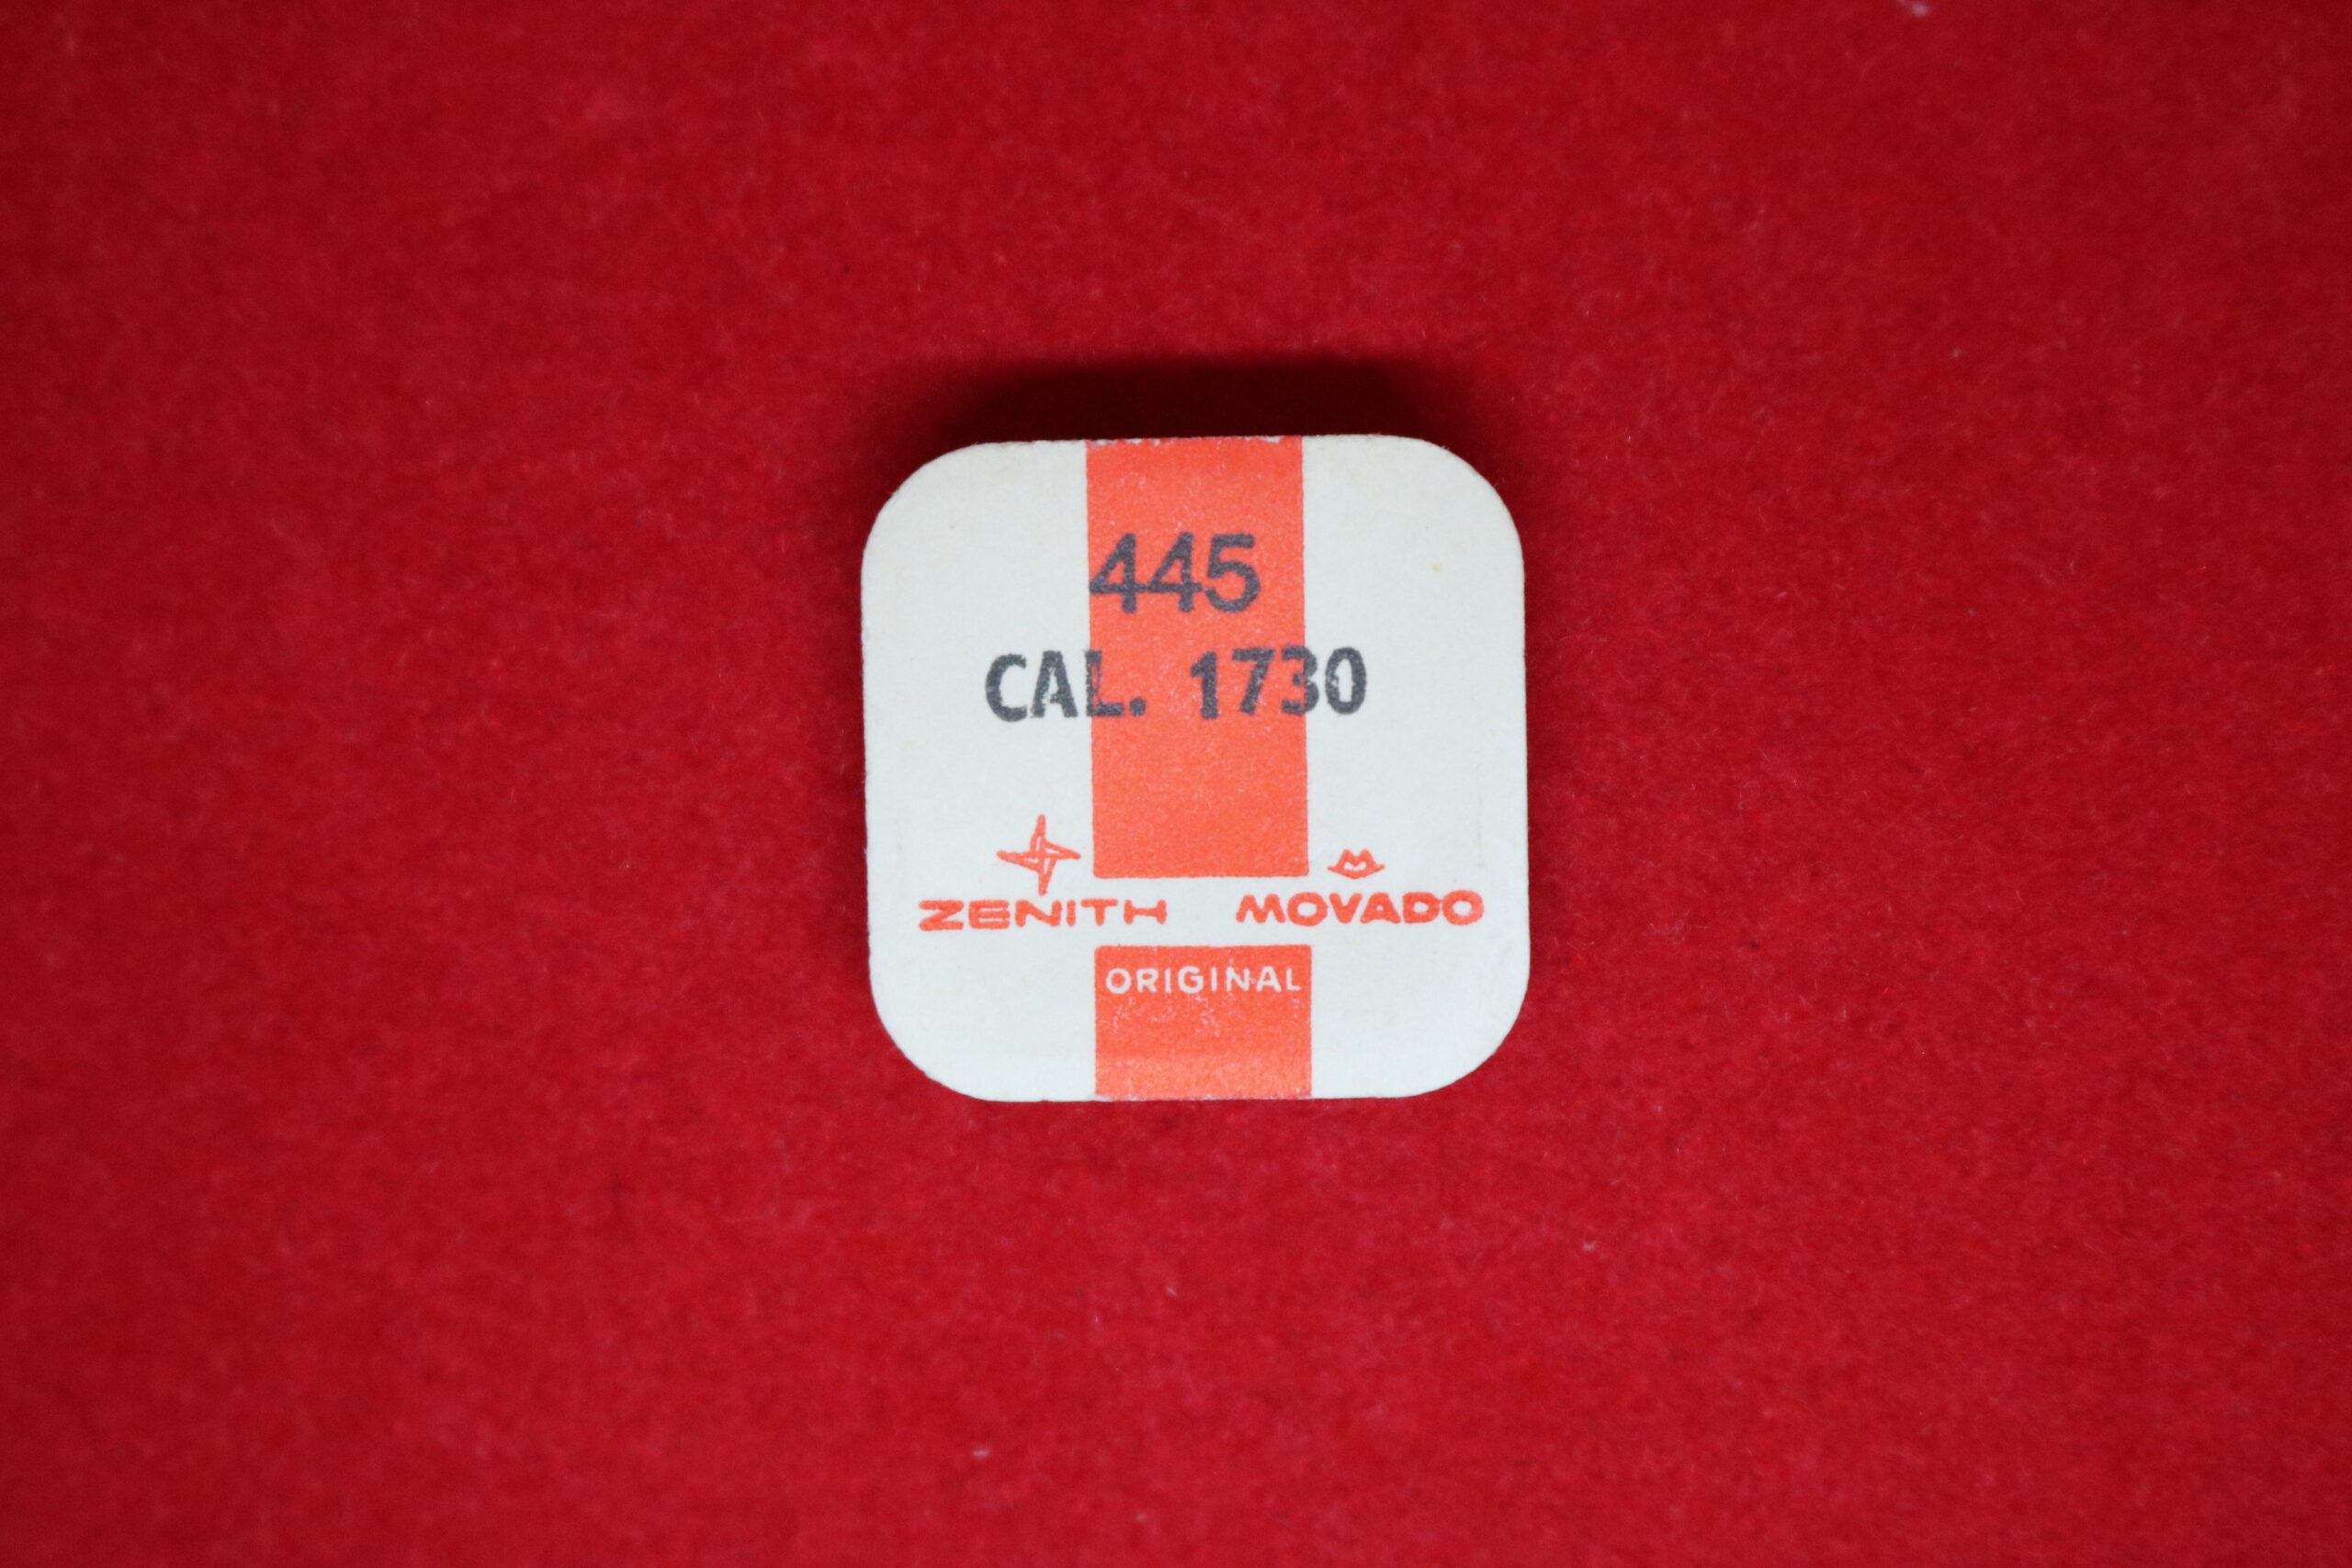 445
CAL. 1730
ZENITH MOVADO
ORIGINAL